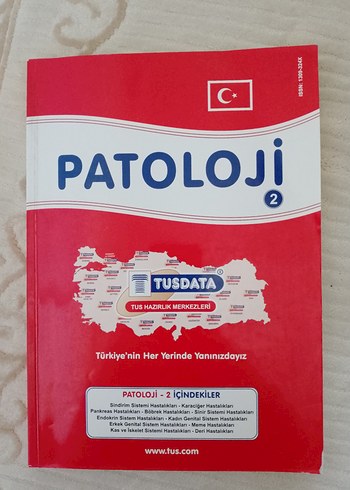 ISSN: 1309-224X
PATOLOJİ
2
TUSDATA
TUS HAZIRLIK MERKEZLERİ
Türkiye'nin Her Yerinde Yanınızdayız
PATOLOJİ - 2 İÇİNDEKİLER
Sindirim Sistemi Hastalıkları - Karaciğer Hastalıkları
Pankreas Hastalıkları - Böbrek Hastalıkları - Sinir Sistemi Hastalıkları
Endokrin Sistem Hastalıkları - Kadın Genital Sistem Hastalıkları
Erkek Genital Sistem Hastalıkları - Meme Hastalıkları
Kas ve İskelet Sistemi Hastalıkları - Deri Hastalıkları
www.tus.com